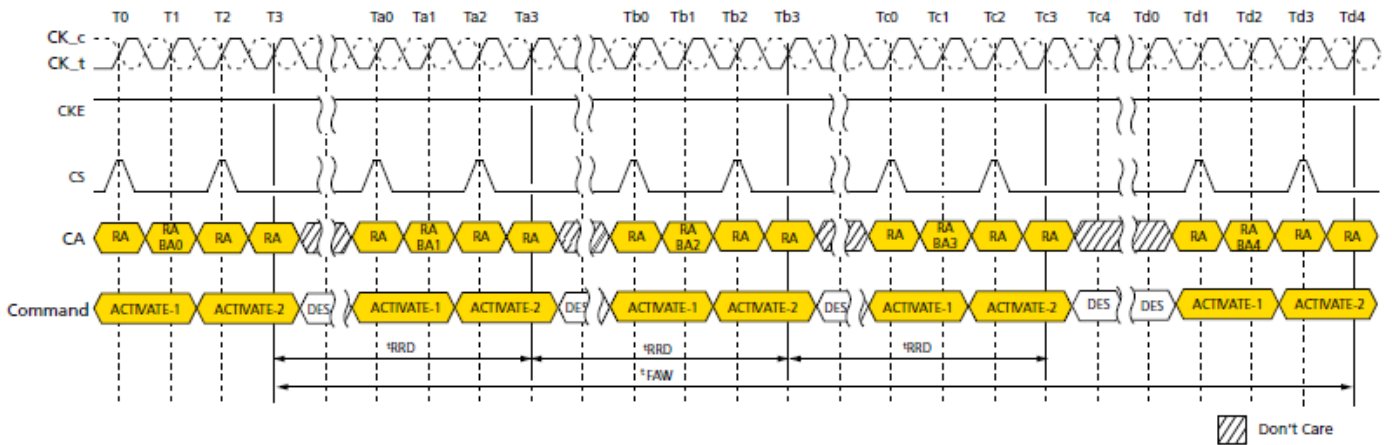 T0 T1 T2 T3 Ta0 Ta1 Ta2 Ta3 Tb0 Tb1 Tb2 Tb3 Tc0 Tc1 Tc2 Tc3 Tc4 Td0 Td1 Td2 Td3 Td4
CK_c
CK_t
CKE
CS
CA RA RA BA0 RA RA RA RA BA1 RA RA RA RA BA2 RA RA RA RA BA3 RA RA RA RA BA4 RA RA
Command ACTIVATE-1 ACTIVATE-2 DES ACTIVATE-1 ACTIVATE-2 DES ACTIVATE-1 ACTIVATE-2 DES ACTIVATE-1 ACTIVATE-2 DES DES ACTIVATE-1 ACTIVATE-2
tRRD tRRD tRRD
tFAW
Don't Care